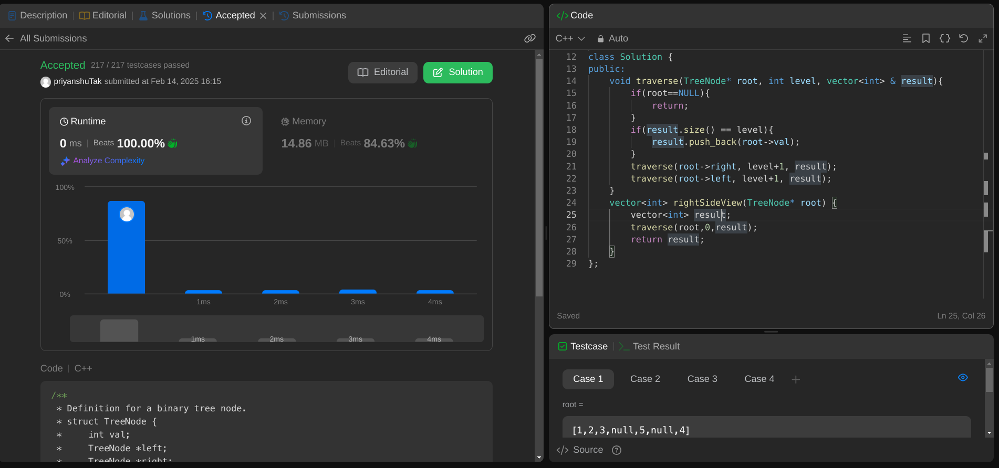 Description | Editorial | Solutions | Accepted | Submissions
All Submissions
Accepted 217 / 217 testcases passed
priyanshuTak submitted at Feb 14, 2025 16:15
Editorial
Solution
Runtime
0 ms | Beats 100.00%
Analyze Complexity
Memory
14.86 MB | Beats 84.63%
100%
50%
0%
1ms 2ms 3ms 4ms
1ms 2ms 3ms 4ms
Code | C++
/**
 * Definition for a binary tree node.
 * struct TreeNode {
 *     int val;
 *     TreeNode *left;
 *     TreeNode *right;
</> Code
C++ Auto
12 class Solution {
13 public:
14     void traverse(TreeNode* root, int level, vector<int> & result){
15         if(root==NULL){
16             return;
17         }
18         if(result.size() == level){
19             result.push_back(root->val);
20         }
21         traverse(root->right, level+1, result);
22         traverse(root->left, level+1, result);
23     }
24     vector<int> rightSideView(TreeNode* root) {
25         vector<int> result;
26         traverse(root,0,result);
27         return result;
28     }
29 };
Saved
Ln 25, Col 26
Testcase | Test Result
Case 1 Case 2 Case 3 Case 4 +
root =
[1,2,3,null,5,null,4]
</> Source ?